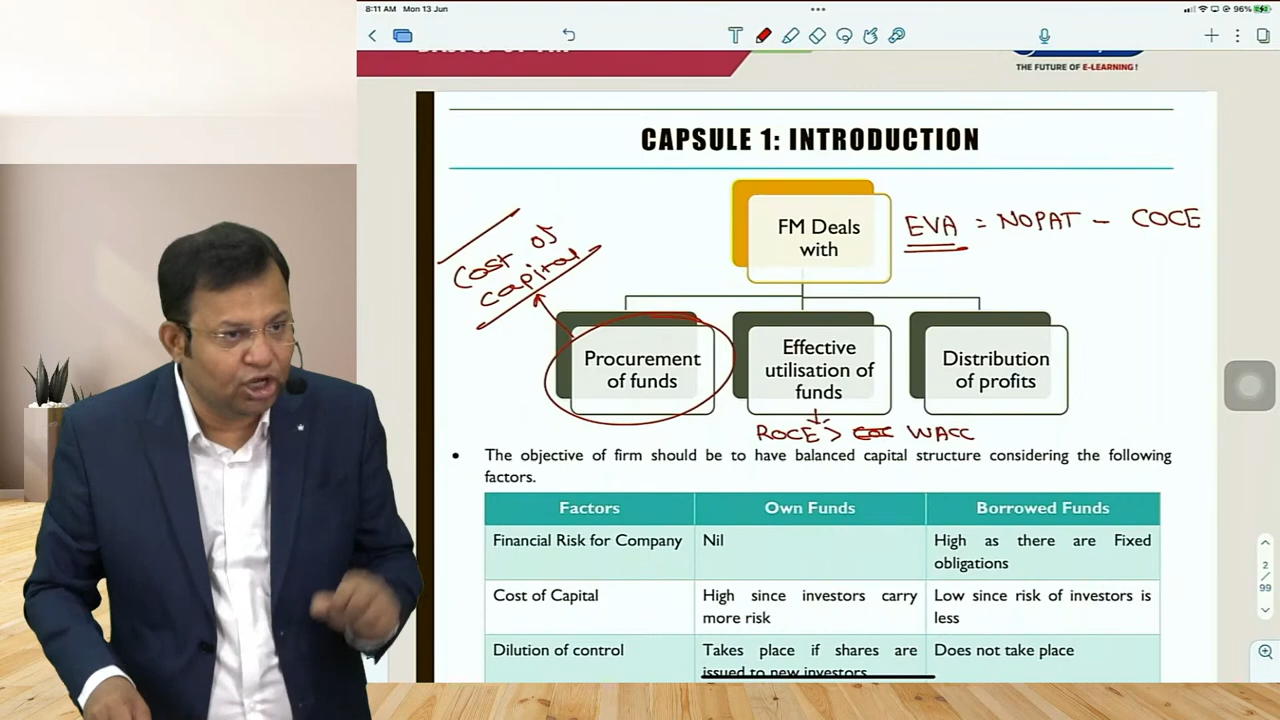 8:11 AM Mon 13 Jun
96%
THE FUTURE OF E-LEARNING !
CAPSULE 1: INTRODUCTION
FM Deals
with
EVA = NOPAT - COCE
Cost of
capital
Procurement
of funds
Effective
utilisation of
funds
Distribution
of profits
ROCE > WACC
• The objective of firm should be to have balanced capital structure considering the following
factors.
Factors Own Funds Borrowed Funds
Financial Risk for Company Nil High as there are Fixed
obligations
Cost of Capital High since investors carry Low since risk of investors is
more risk less
Dilution of control Takes place if shares are Does not take place
issued to new investors
2
/
99